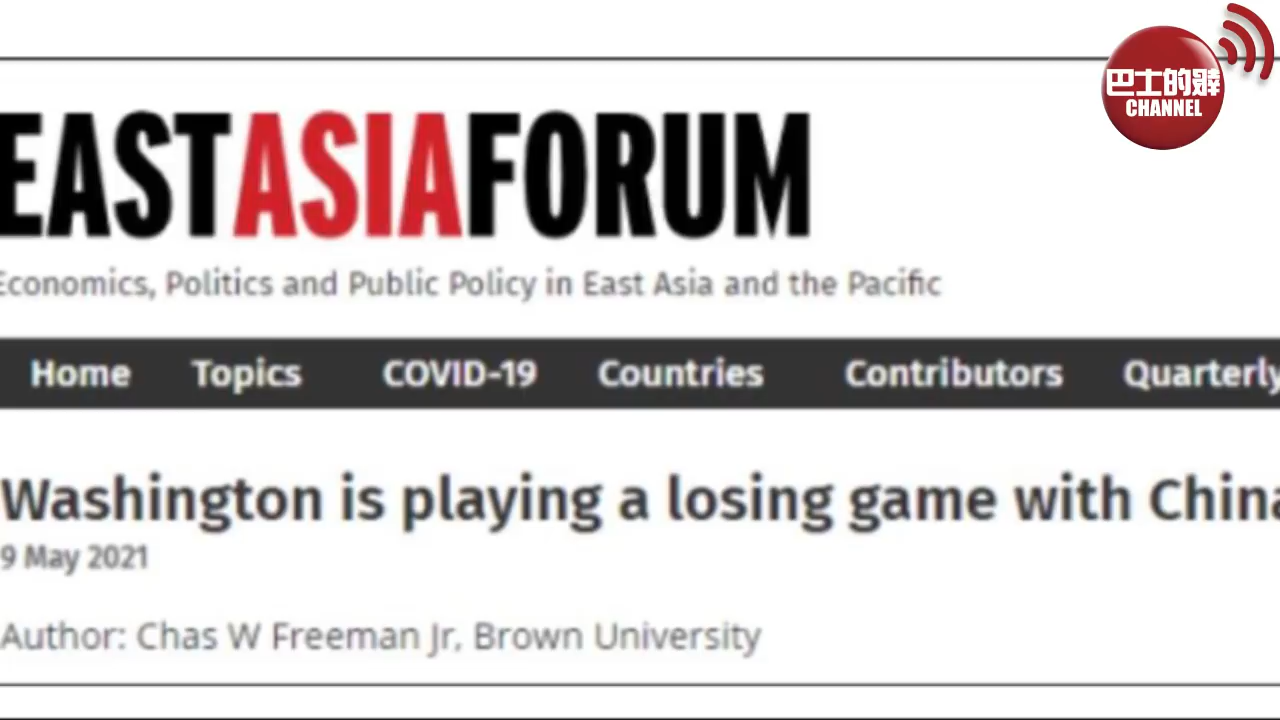 巴士的報
CHANNEL
EASTASIAFORUM
Economics, Politics and Public Policy in East Asia and the Pacific
Home Topics COVID-19 Countries Contributors Quarterly
Washington is playing a losing game with China
9 May 2021
Author: Chas W Freeman Jr, Brown University